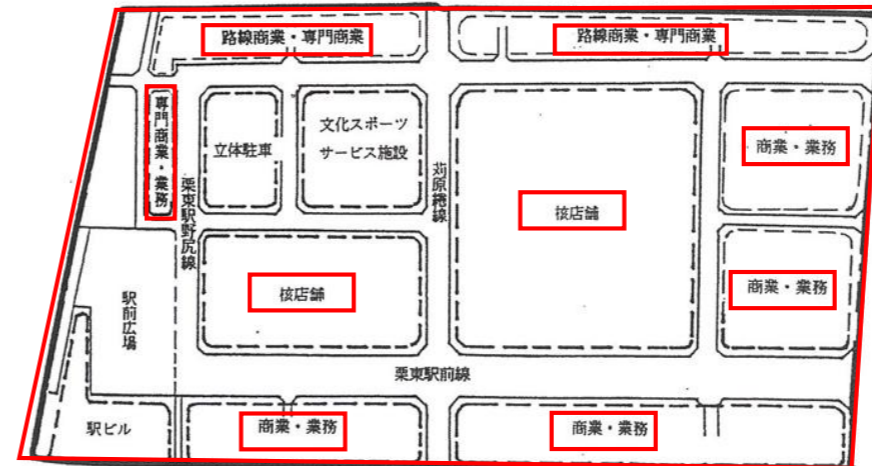 路線商業・専門商業
路線商業・専門商業
専門商業・業務
立体駐車
文化スポーツ
サービス施設
商業・業務
栗東駅野尻線
苅原綣線
核店舗
核店舗
商業・業務
駅前広場
栗東駅前線
駅ビル
商業・業務
商業・業務